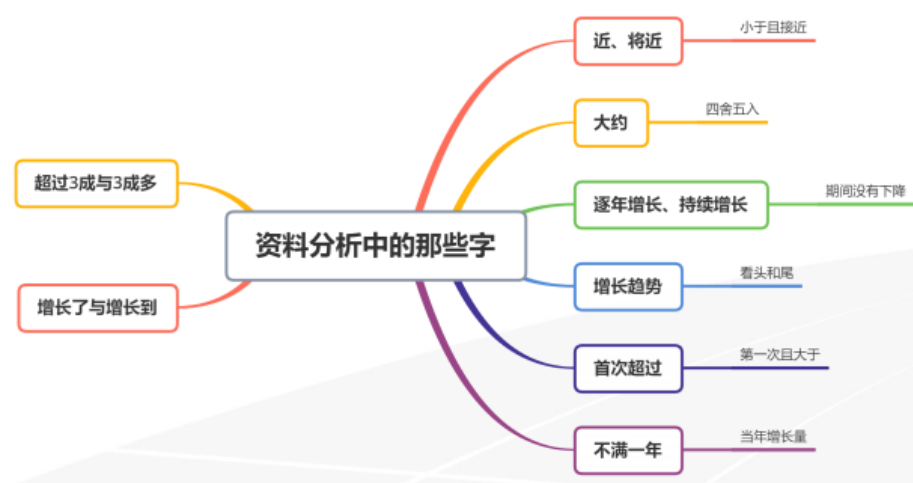 近、将近
小于且接近
大约
四舍五入
超过3成与3成多
逐年增长、持续增长
期间没有下降
资料分析中的那些字
增长趋势
看头和尾
增长了与增长到
首次超过
第一次且大于
不满一年
当年增长量